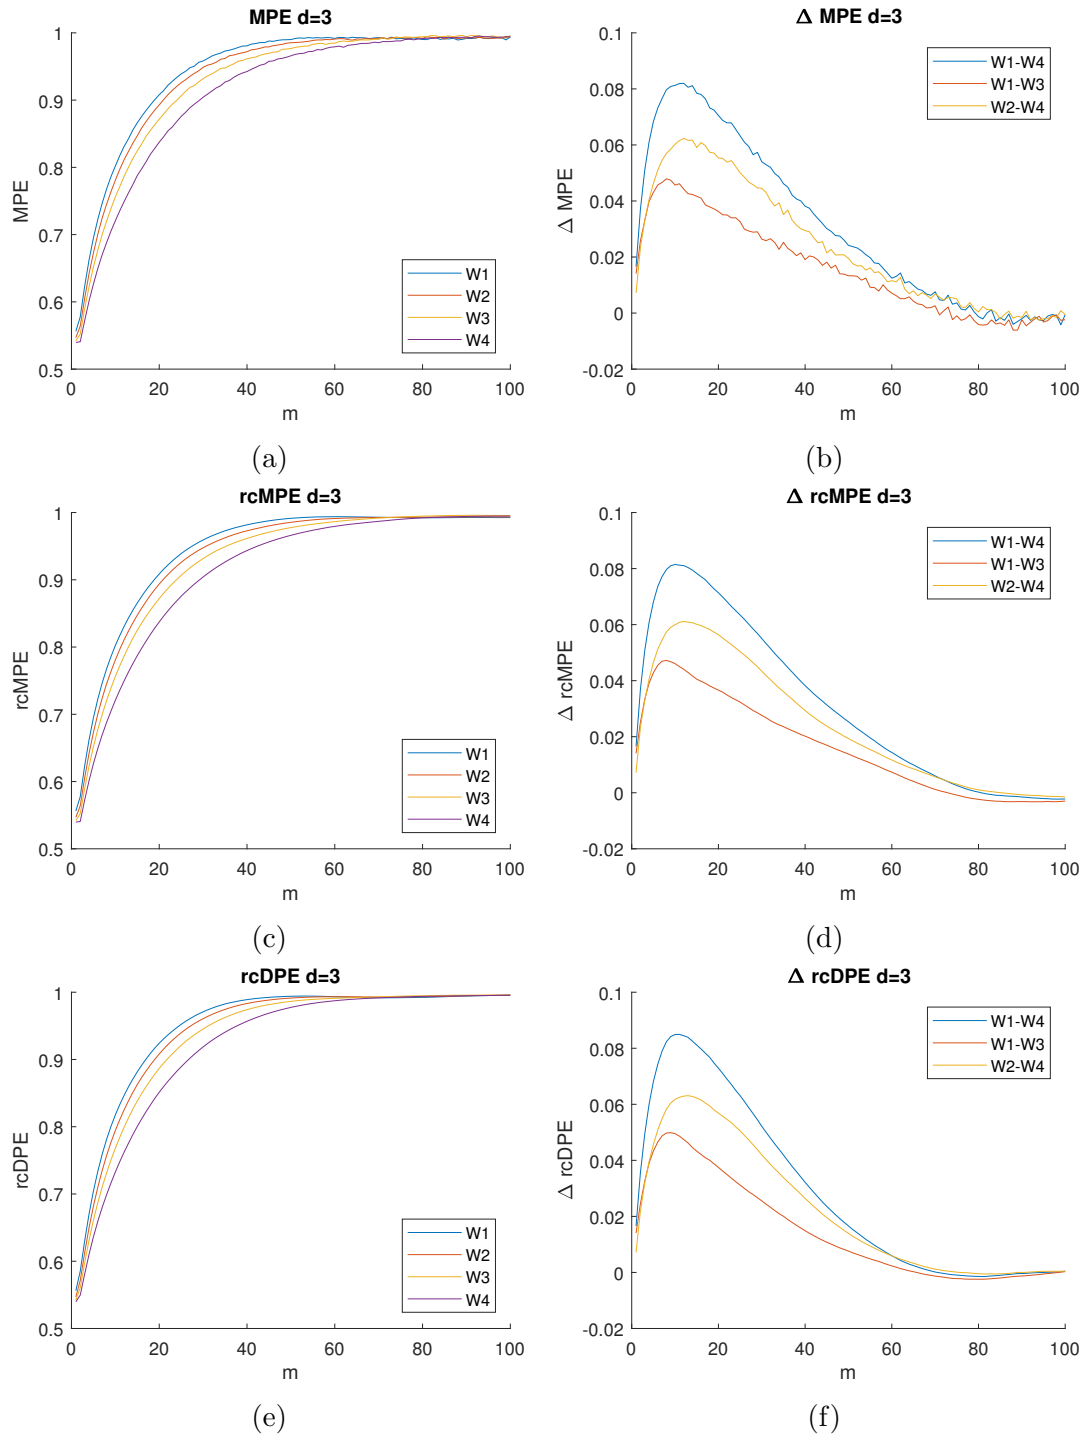 MPE d=3
1
0.9
0.8
0.7
0.6
0.5
MPE
0 20 40 60 80 100
m
W1
W2
W3
W4
(a)
Δ MPE d=3
0.1
0.08
0.06
0.04
0.02
0
-0.02
Δ MPE
0 20 40 60 80 100
m
W1-W4
W1-W3
W2-W4
(b)
rcMPE d=3
1
0.9
0.8
0.7
0.6
0.5
rcMPE
0 20 40 60 80 100
m
W1
W2
W3
W4
(c)
Δ rcMPE d=3
0.1
0.08
0.06
0.04
0.02
0
-0.02
Δ rcMPE
0 20 40 60 80 100
m
W1-W4
W1-W3
W2-W4
(d)
rcDPE d=3
1
0.9
0.8
0.7
0.6
0.5
rcDPE
0 20 40 60 80 100
m
W1
W2
W3
W4
(e)
Δ rcDPE d=3
0.1
0.08
0.06
0.04
0.02
0
-0.02
Δ rcDPE
0 20 40 60 80 100
m
W1-W4
W1-W3
W2-W4
(f)